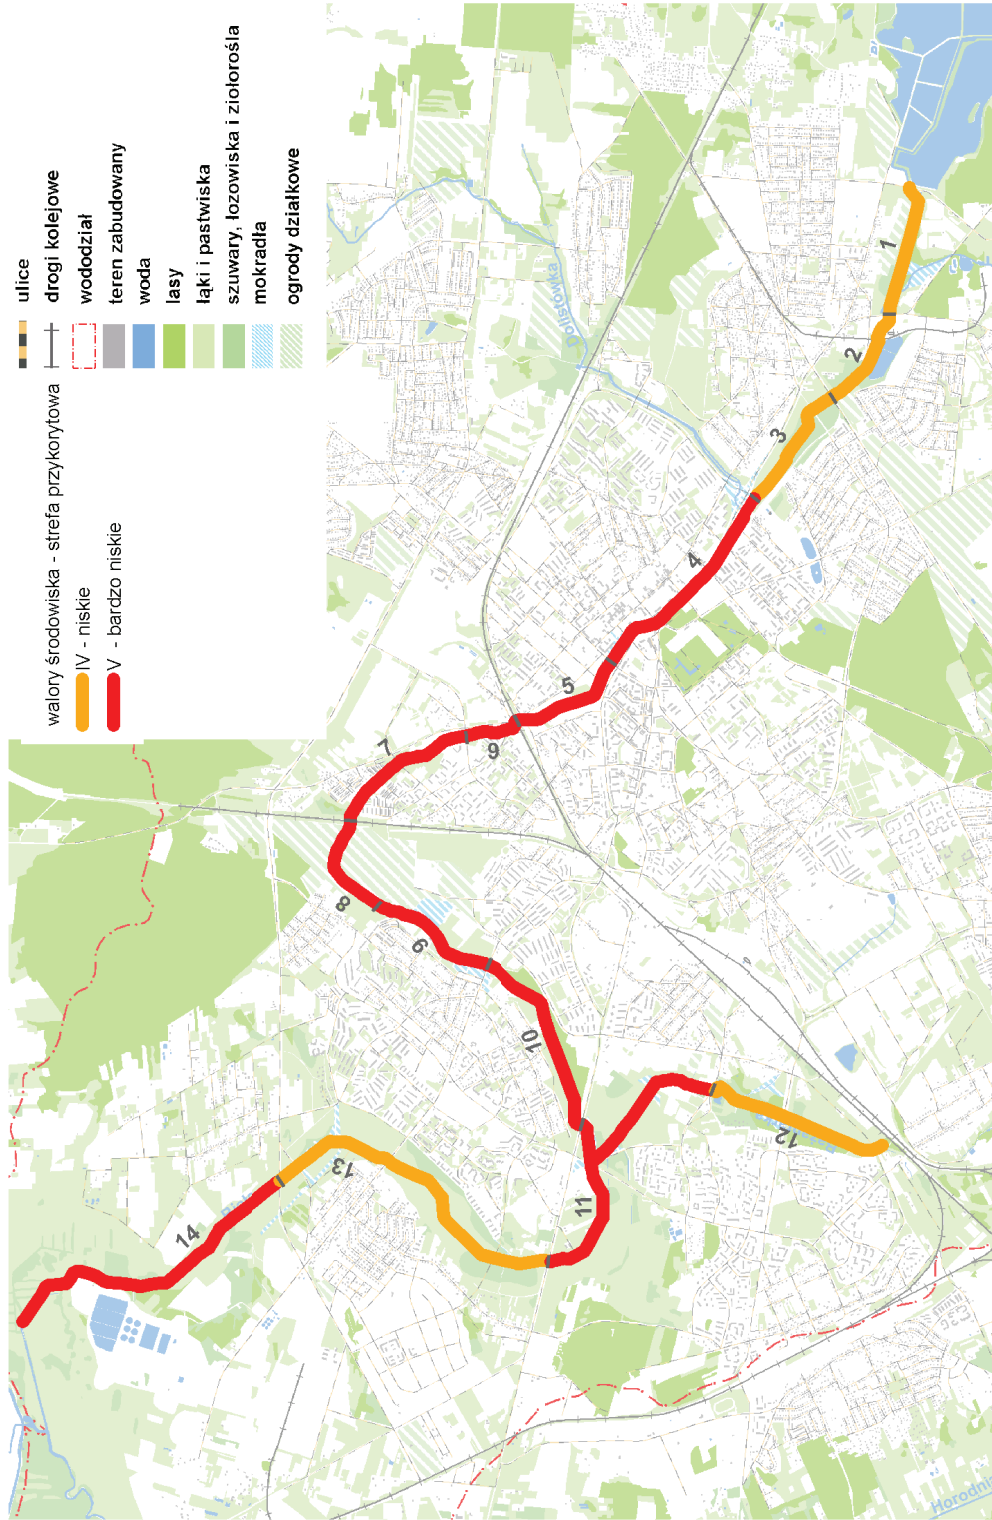 walory środowiska - strefa przykorytowa
IV - niskie
V - bardzo niskie
ulice
drogi kolejowe
wododział
teren zabudowany
woda
lasy
łąki i pastwiska
szuwary, łozowiska i ziołorośla
mokradła
ogrody działkowe
Dolistówka
1
2
3
4
5
6
7
8
9
10
11
12
13
14